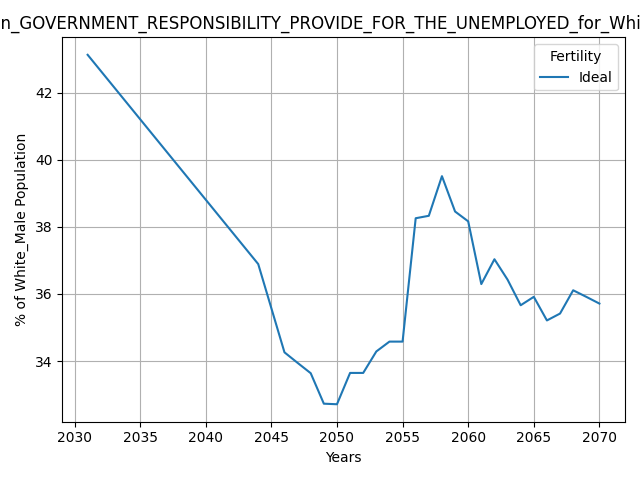 n_GOVERNMENT_RESPONSIBILITY_PROVIDE_FOR_THE_UNEMPLOYED_for_Whi
Fertility
Ideal
% of White_Male Population
42
40
38
36
34
2030 2035 2040 2045 2050 2055 2060 2065 2070
Years